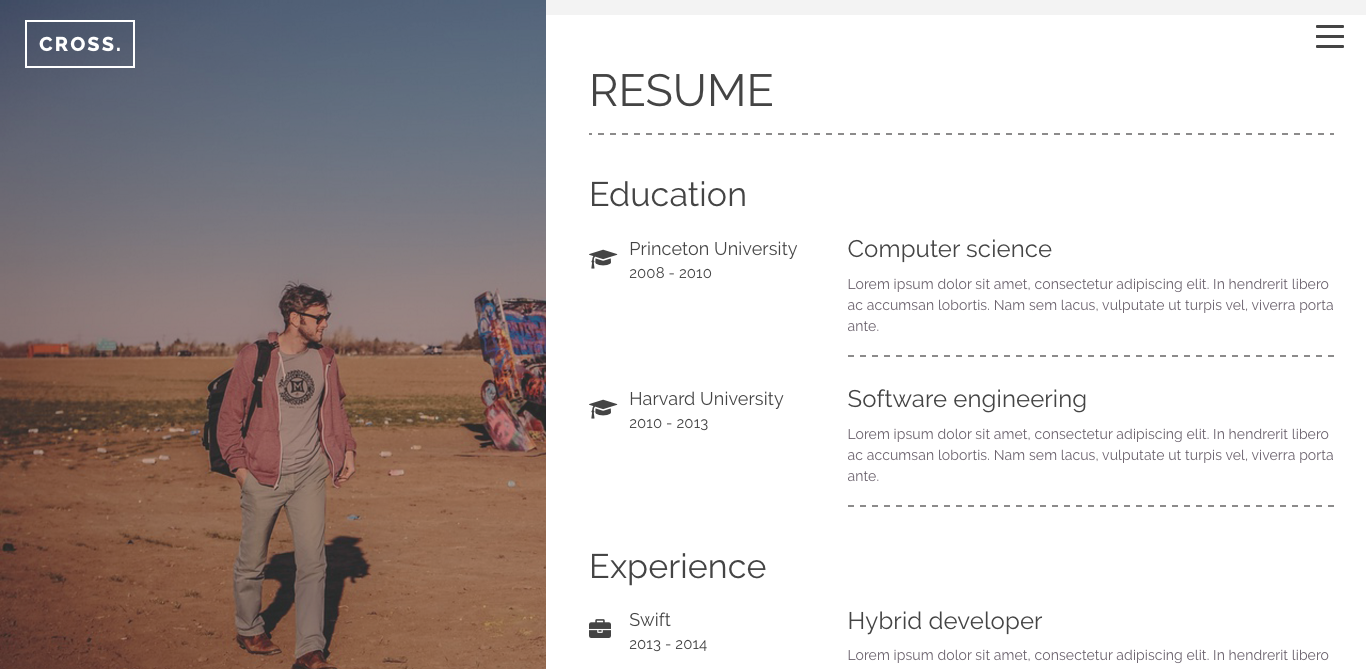 CROSS.
RESUME
Education
Princeton University
2008 - 2010
Computer science
Lorem ipsum dolor sit amet, consectetur adipiscing elit. In hendrerit libero
ac accumsan lobortis. Nam sem lacus, vulputate ut turpis vel, viverra porta
ante.
Harvard University
2010 - 2013
Software engineering
Lorem ipsum dolor sit amet, consectetur adipiscing elit. In hendrerit libero
ac accumsan lobortis. Nam sem lacus, vulputate ut turpis vel, viverra porta
ante.
Experience
Swift
2013 - 2014
Hybrid developer
Lorem ipsum dolor sit amet, consectetur adipiscing elit. In hendrerit libero